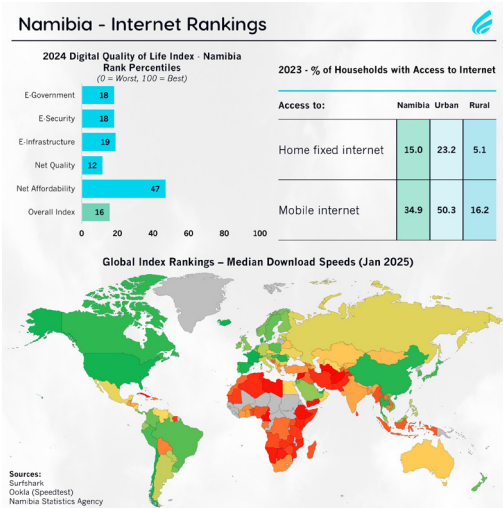 Namibia - Internet Rankings
2024 Digital Quality of Life Index - Namibia
Rank Percentiles
(0 = Worst, 100 = Best)
E-Government 18
E-Security 18
E-Infrastructure 19
Net Quality 12
Net Affordability 47
Overall Index 16
0 20 40 60 80 100
2023 - % of Households with Access to Internet
Access to: Namibia Urban Rural
Home fixed internet 15.0 23.2 5.1
Mobile internet 34.9 50.3 16.2
Global Index Rankings – Median Download Speeds (Jan 2025)
Sources:
Surfshark
Ookla (Speedtest)
Namibia Statistics Agency